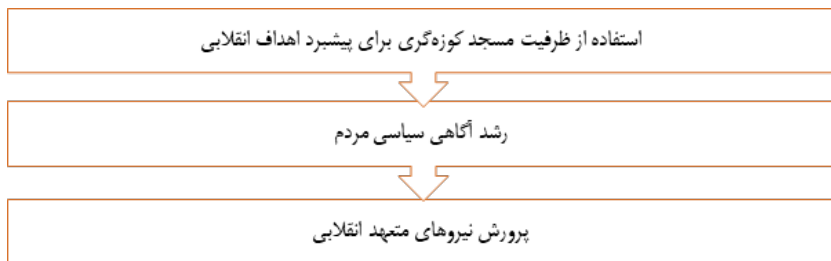 استفاده از ظرفیت مسجد کوزه‌گری برای پیشبرد اهداف انقلابی
رشد آگاهی سیاسی مردم
پرورش نیروهای متعهد انقلابی